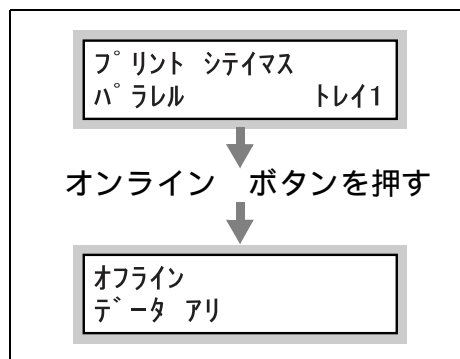 プリント シテイマス
パラレル トレイ1
オンライン ボタンを押す
オフライン
データ アリ